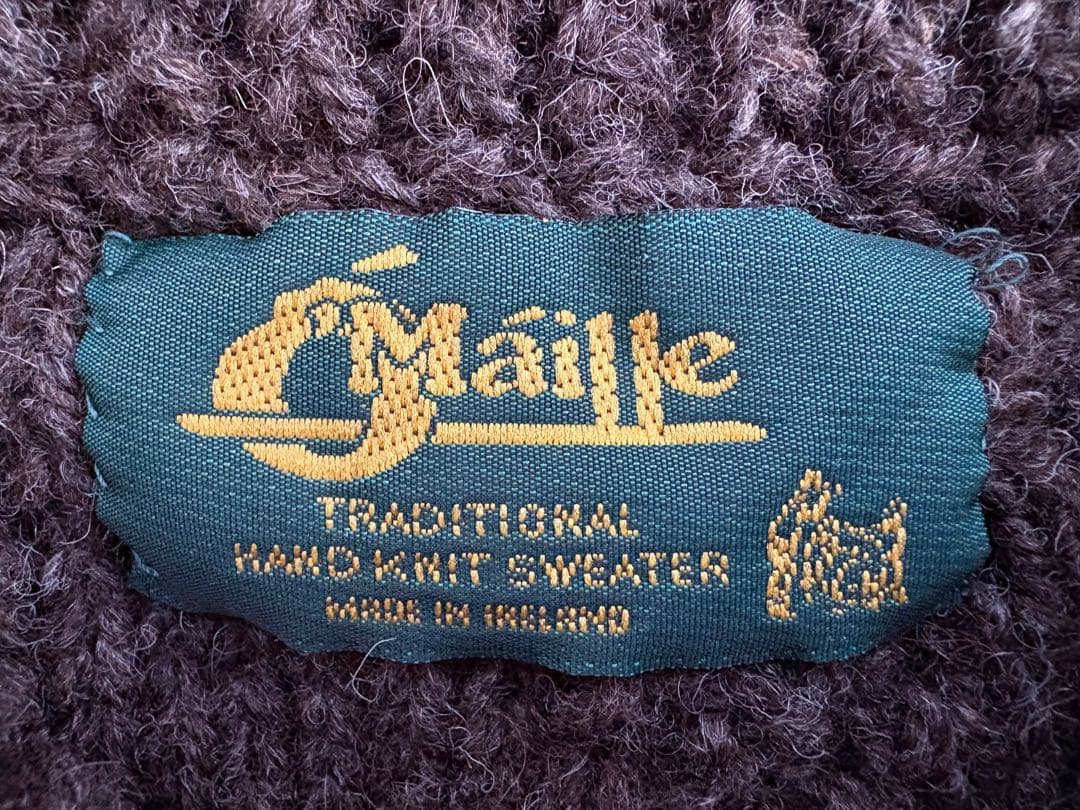 Ó'Máille
TRADITIONAL
HAND KNIT SWEATER
MADE IN IRELAND